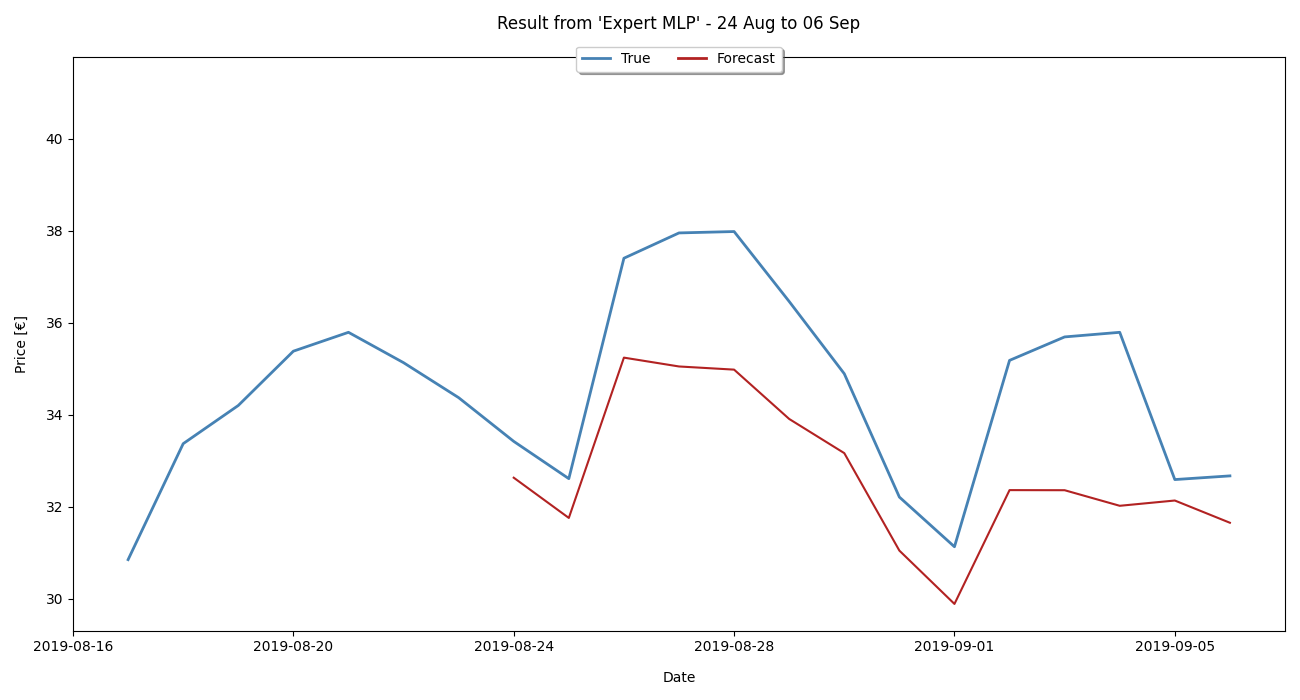 Result from 'Expert MLP' - 24 Aug to 06 Sep
True Forecast
40
38
36
34
32
30
Price [€]
2019-08-16 2019-08-20 2019-08-24 2019-08-28 2019-09-01 2019-09-05
Date